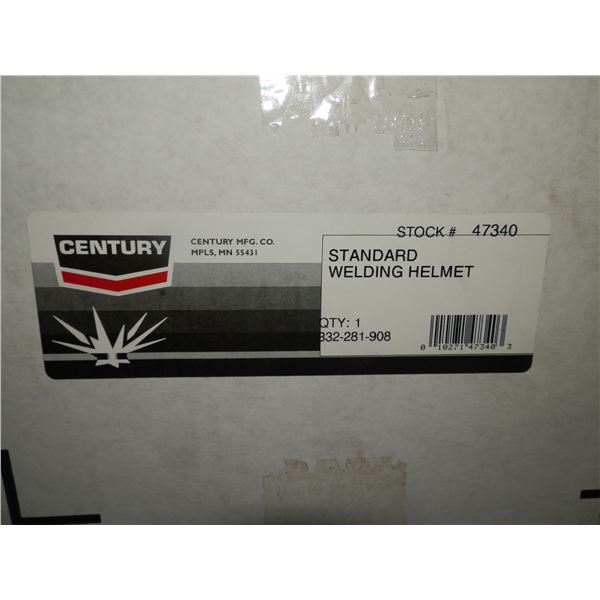 CENTURY
CENTURY MFG. CO.
MPLS, MN 55431
STOCK # 47340
STANDARD
WELDING HELMET
QTY: 1
332-281-908
0 10271 47340 3